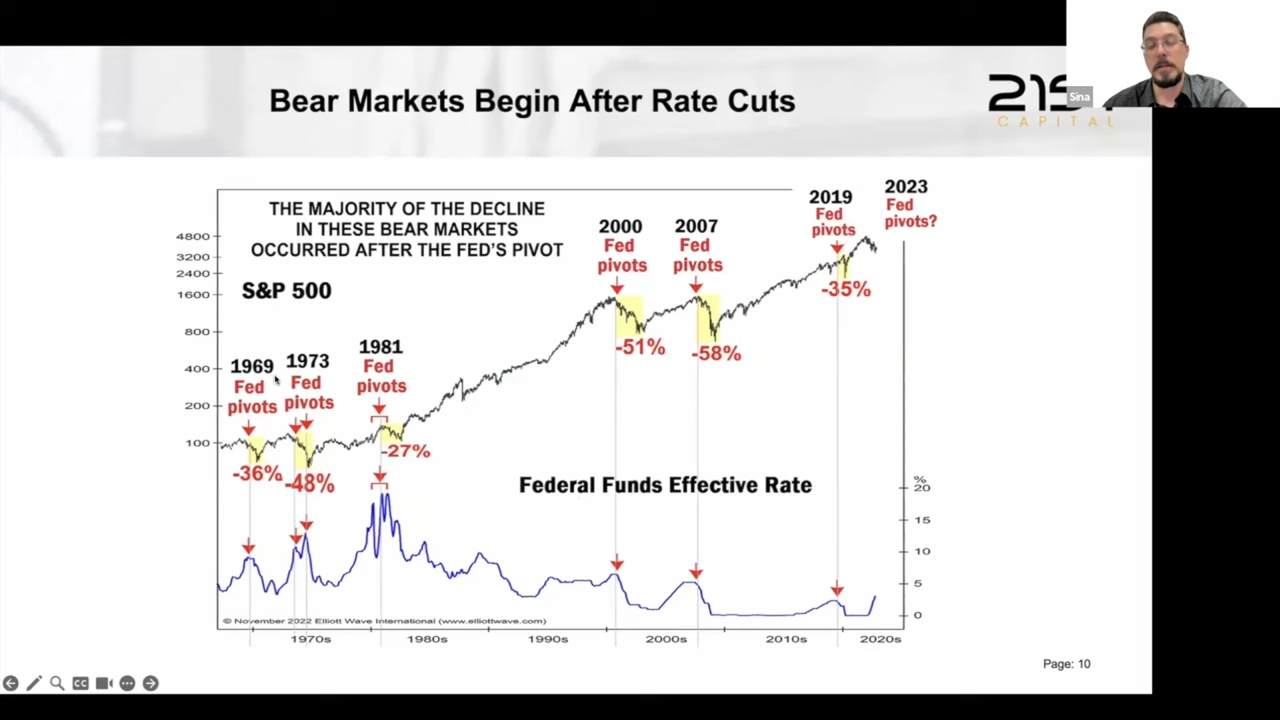 Bear Markets Begin After Rate Cuts
CAPITAL
Sina
THE MAJORITY OF THE DECLINE
IN THESE BEAR MARKETS
OCCURRED AFTER THE FED'S PIVOT
S&P 500
4800
3200
2400
1600
800
400
200
100
1969
Fed
pivots
-36%
1973
Fed
pivots
-48%
1981
Fed
pivots
-27%
2000
Fed
pivots
-51%
2007
Fed
pivots
-58%
2019
Fed
pivots
-35%
2023
Fed
pivots?
Federal Funds Effective Rate
%
20
15
10
5
0
© November 2022 Elliott Wave International (www.elliottwave.com)
1970s
1980s
1990s
2000s
2010s
2020s
Page: 10
CC